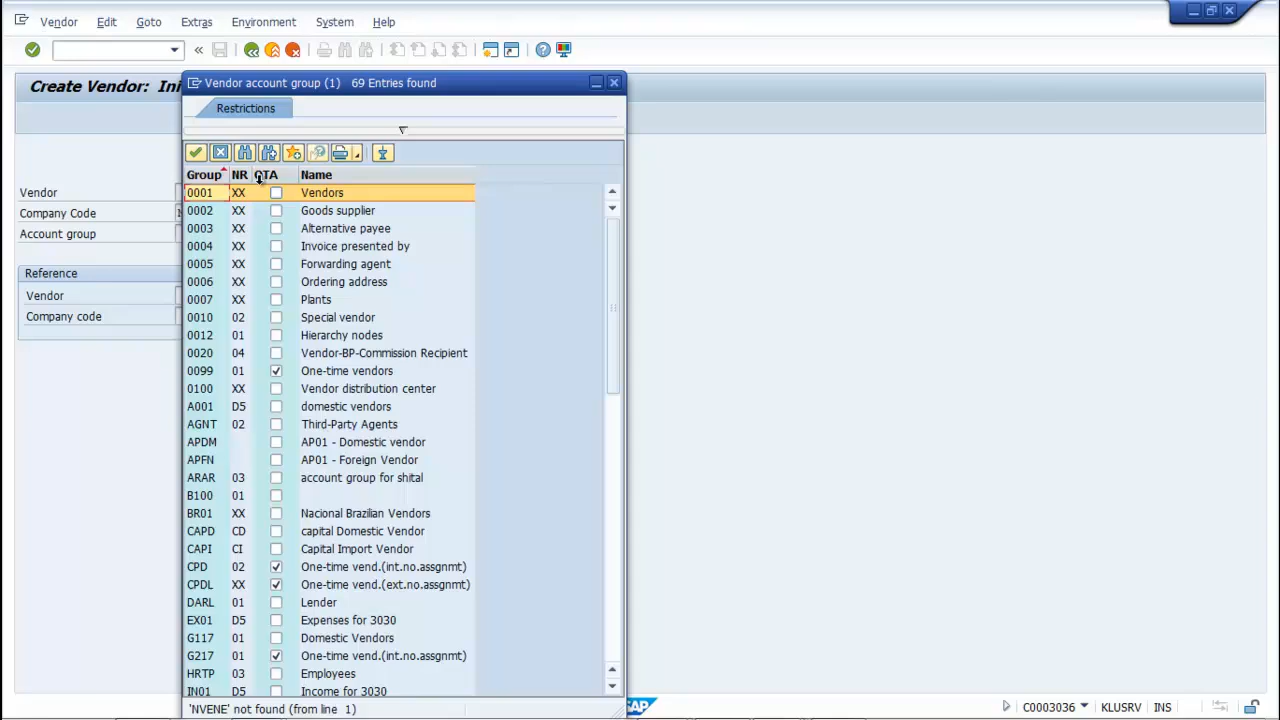 Vendor Edit Goto Extras Environment System Help
Create Vendor: Ini
Vendor account group (1) 69 Entries found
Restrictions
Vendor
Company Code
Account group
Reference
Vendor
Company code
Group NR OTA Name
0001 XX Vendors
0002 XX Goods supplier
0003 XX Alternative payee
0004 XX Invoice presented by
0005 XX Forwarding agent
0006 XX Ordering address
0007 XX Plants
0010 02 Special vendor
0012 01 Hierarchy nodes
0020 04 Vendor-BP-Commission Recipient
0099 01 One-time vendors
0100 XX Vendor distribution center
A001 D5 domestic vendors
AGNT 02 Third-Party Agents
APDM AP01 - Domestic vendor
APFN AP01 - Foreign Vendor
ARAR 03 account group for shital
B100 01
BR01 XX Nacional Brazilian Vendors
CAPD CD capital Domestic Vendor
CAPI CI Capital Import Vendor
CPD 02 One-time vend.(int.no.assgnmt)
CPDL XX One-time vend.(ext.no.assgnmt)
DARL 01 Lender
EX01 D5 Expenses for 3030
G117 01 Domestic Vendors
G217 01 One-time vend.(int.no.assgnmt)
HRTP 03 Employees
IN01 D5 Income for 3030
'NVENE' not found (from line 1)
SAP
C0003036 KLUSRV INS